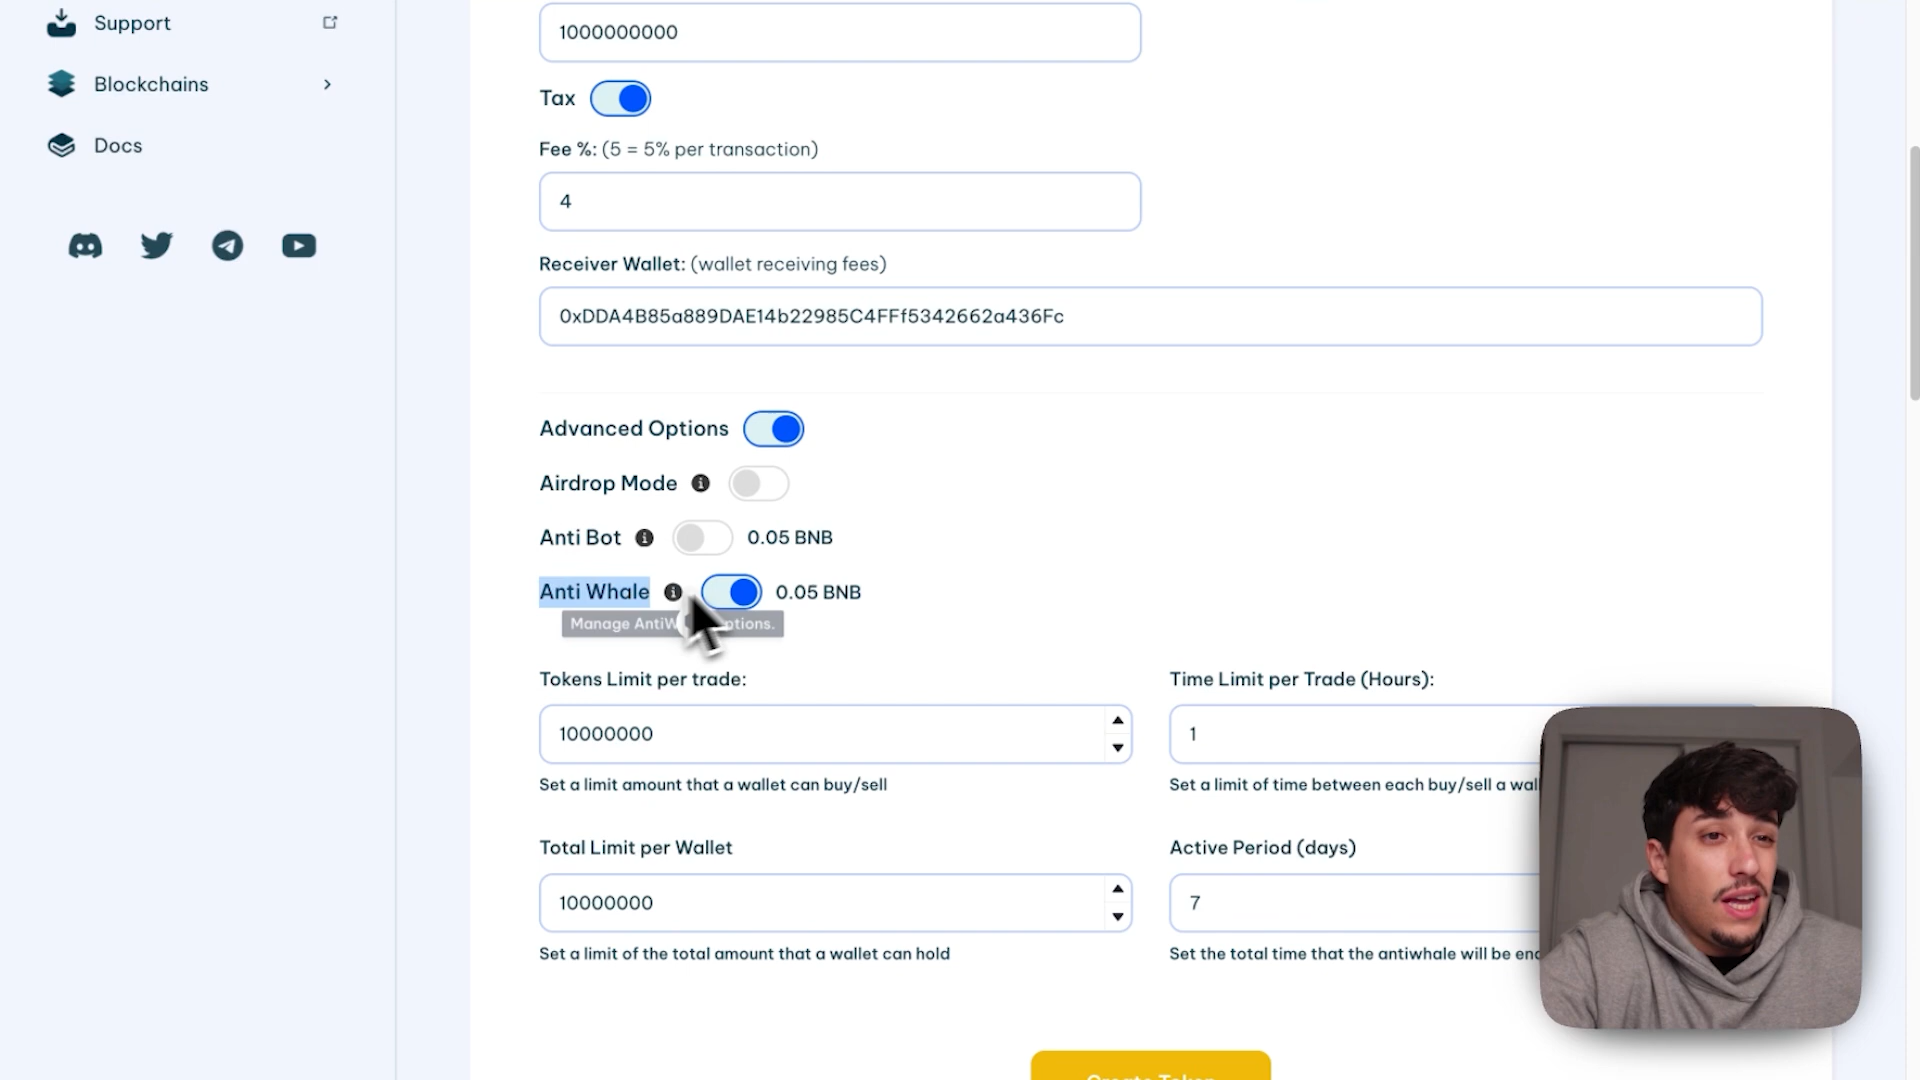 Support
Blockchains
Docs
1000000000
Tax
Fee %: (5 = 5% per transaction)
4
Receiver Wallet: (wallet receiving fees)
0xDDA4B85a889DAE14b22985C4FFf5342662a436Fc
Advanced Options
Airdrop Mode
Anti Bot 0.05 BNB
Anti Whale 0.05 BNB
Manage AntiW ptions.
Tokens Limit per trade:
10000000
Set a limit amount that a wallet can buy/sell
Time Limit per Trade (Hours):
1
Set a limit of time between each buy/sell a wal
Total Limit per Wallet
10000000
Set a limit of the total amount that a wallet can hold
Active Period (days)
7
Set the total time that the antiwhale will be en
Create Token